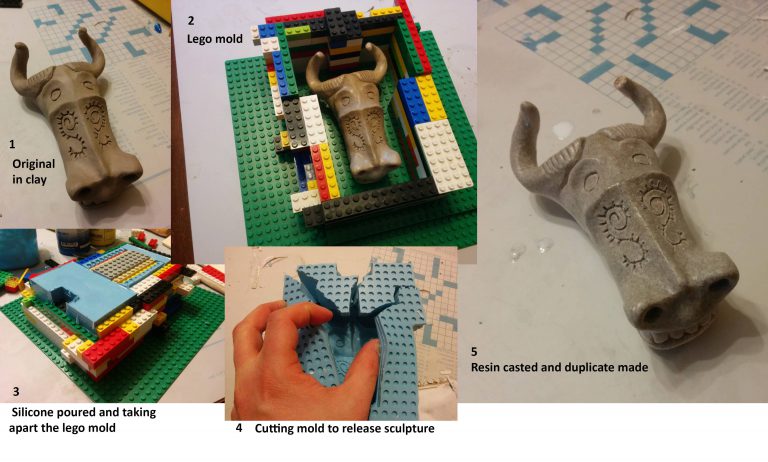 1
Original
in clay
2
Lego mold
3
Silicone poured and taking
apart the lego mold
4 Cutting mold to release sculpture
5
Resin casted and duplicate made